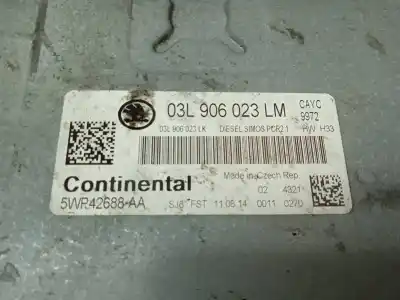 03L 906 023 LM
CAYC
9972
03L 906 023 LK DIESEL SIMOS PCR2.1 HW H33
Continental
Made in Czech Rep.
02 4321
5WP42688 AA
SJ6 FST 11.06.14 0011 0270